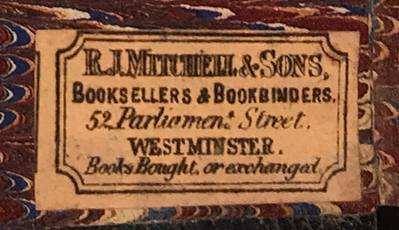 R.J. MITCHELL & SONS,
BOOKSELLERS & BOOKBINDERS.
52 Parliament Street,
WESTMINSTER.
Books Bought, or exchanged